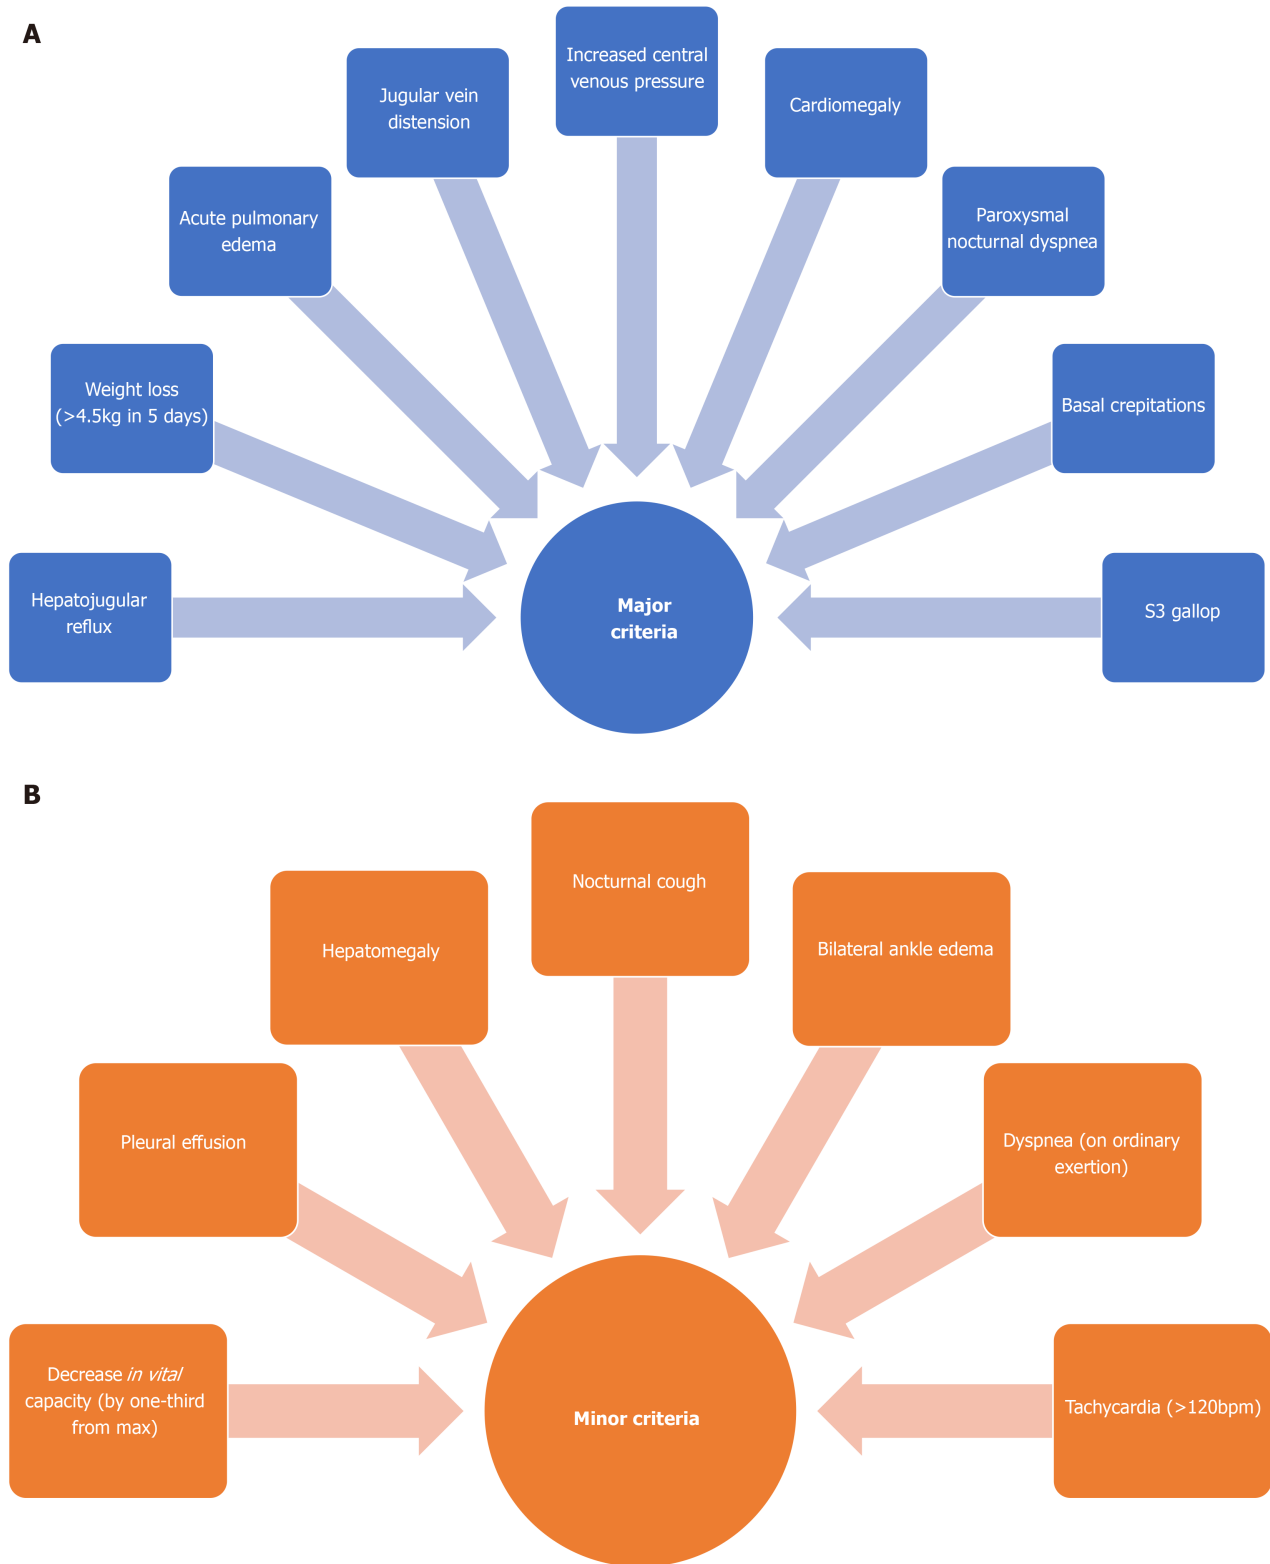 A
Increased central
venous pressure
Jugular vein
distension
Cardiomegaly
Acute pulmonary
edema
Paroxysmal
nocturnal dyspnea
Weight loss
(>4.5kg in 5 days)
Basal crepitations
Hepatojugular
reflux
Major
criteria
S3 gallop
B
Nocturnal cough
Hepatomegaly
Bilateral ankle edema
Pleural effusion
Dyspnea (on ordinary
exertion)
Decrease in vital
capacity (by one-third
from max)
Minor criteria
Tachycardia (>120bpm)